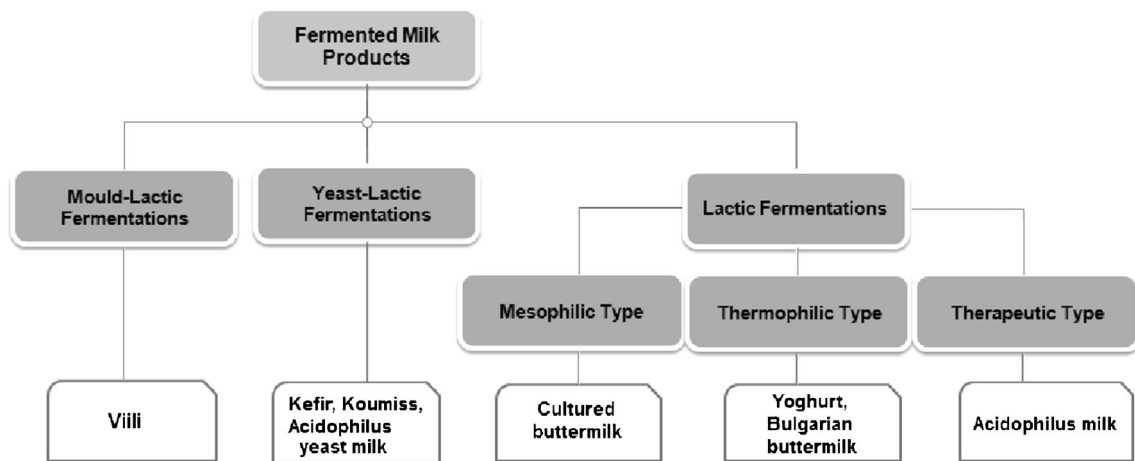 Fermented Milk
Products
Mould-Lactic
Fermentations
Yeast-Lactic
Fermentations
Lactic Fermentations
Mesophilic Type
Thermophilic Type
Therapeutic Type
Viili
Kefir, Koumiss,
Acidophilus
yeast milk
Cultured
buttermilk
Yoghurt,
Bulgarian
buttermilk
Acidophilus milk